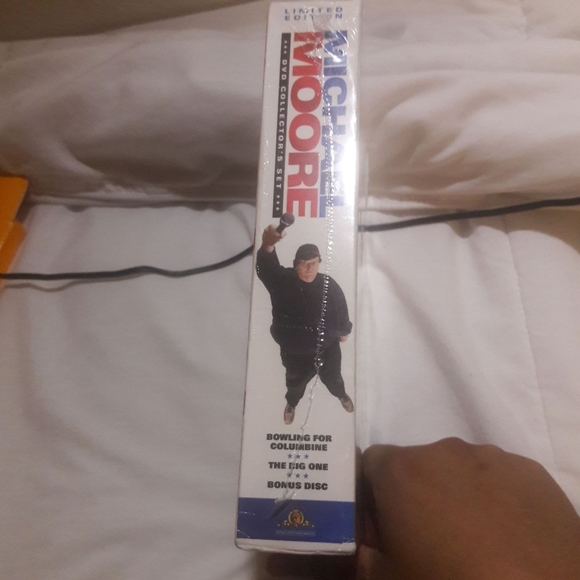 LIMITED
EDITION
MICHAEL
MOORE
*** DVD COLLECTOR'S SET ***
BOWLING FOR
COLUMBINE
***
THE BIG ONE
***
BONUS DISC